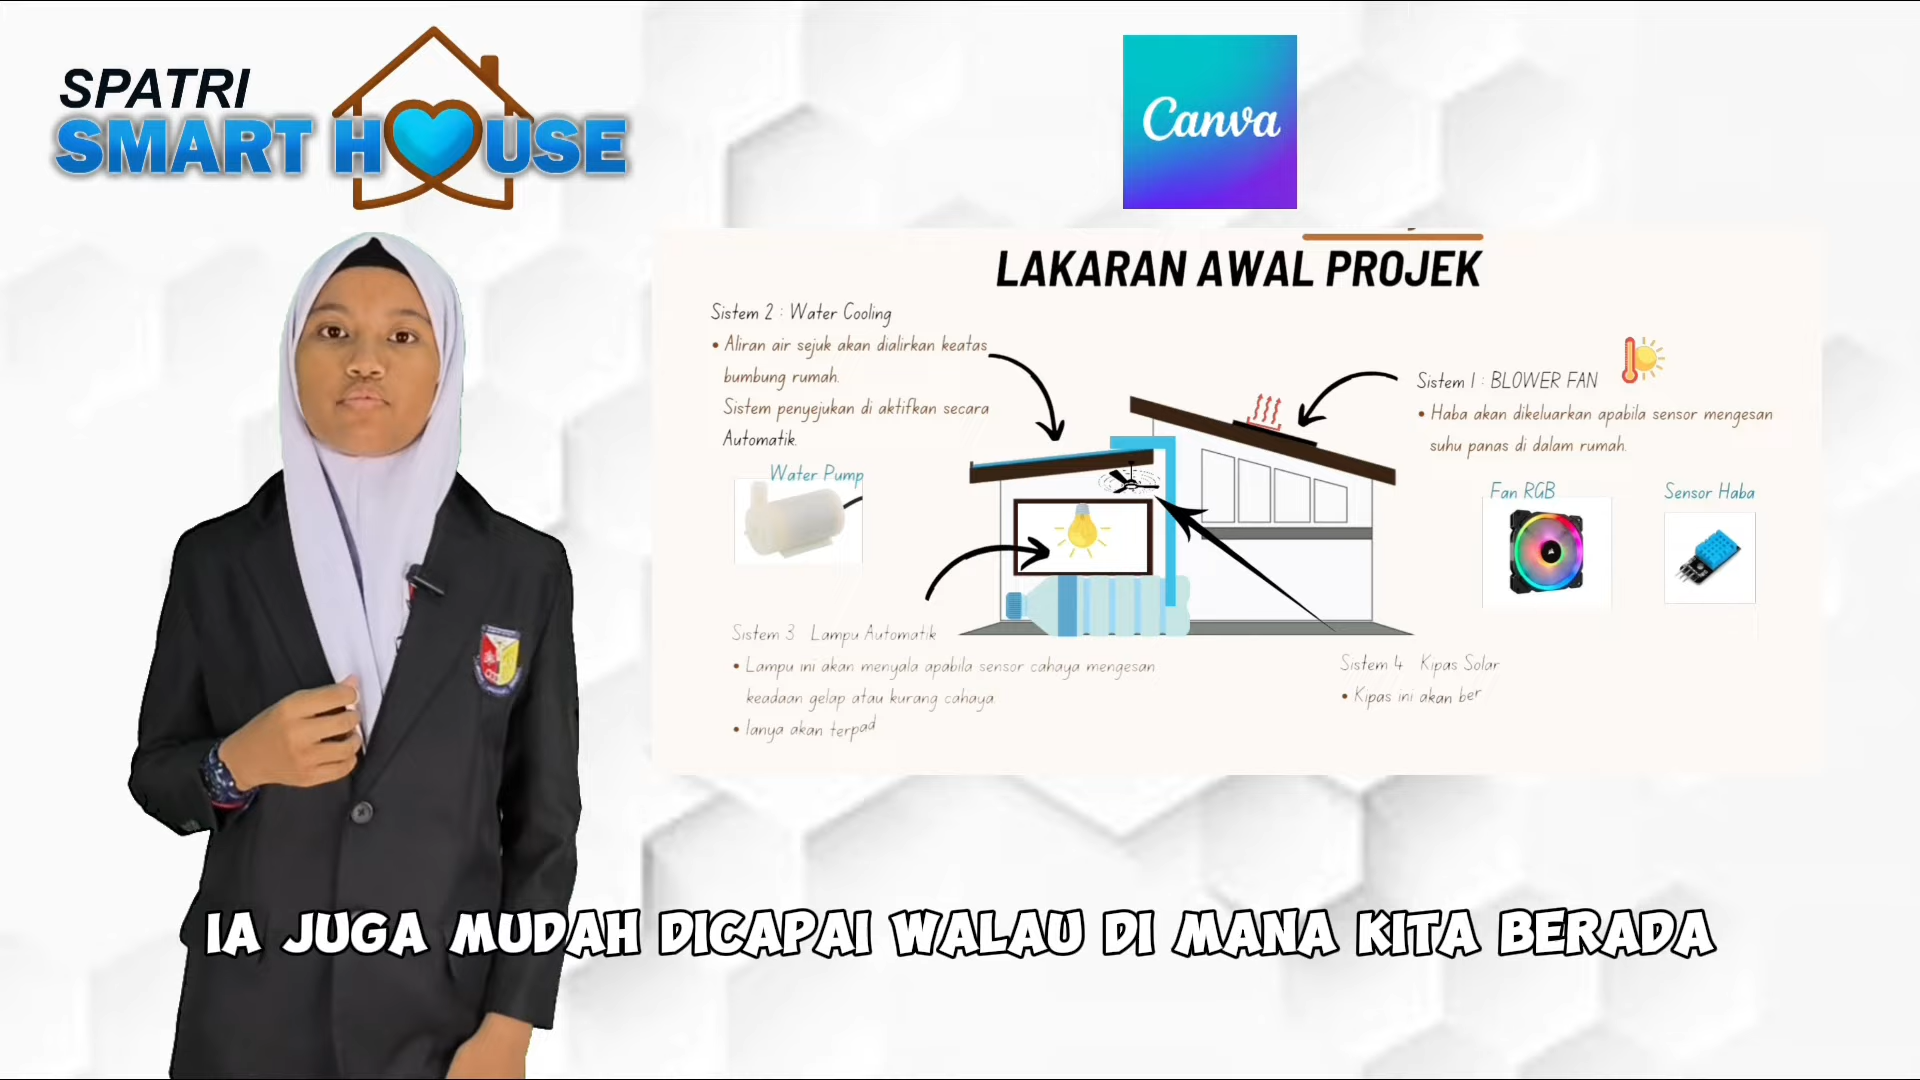 SPATRI
SMART HOUSE
Canva
LAKARAN AWAL PROJEK
Sistem 2 : Water Cooling
• Aliran air sejuk akan dialirkan keatas
bumbung rumah.
Sistem penyejukan di aktifkan secara
Automatik.
Water Pump
Sistem 1 : BLOWER FAN
• Haba akan dikeluarkan apabila sensor mengesan
suhu panas di dalam rumah.
Fan RGB
Sensor Haba
Sistem 3 Lampu Automatik
• Lampu ini akan menyala apabila sensor cahaya mengesan
keadaan gelap atau kurang cahaya.
• Ianya akan terpad
Sistem 4 Kipas Solar
• Kipas ini akan ber
IA JUGA MUDAH DICAPAI WALAU DI MANA KITA BERADA